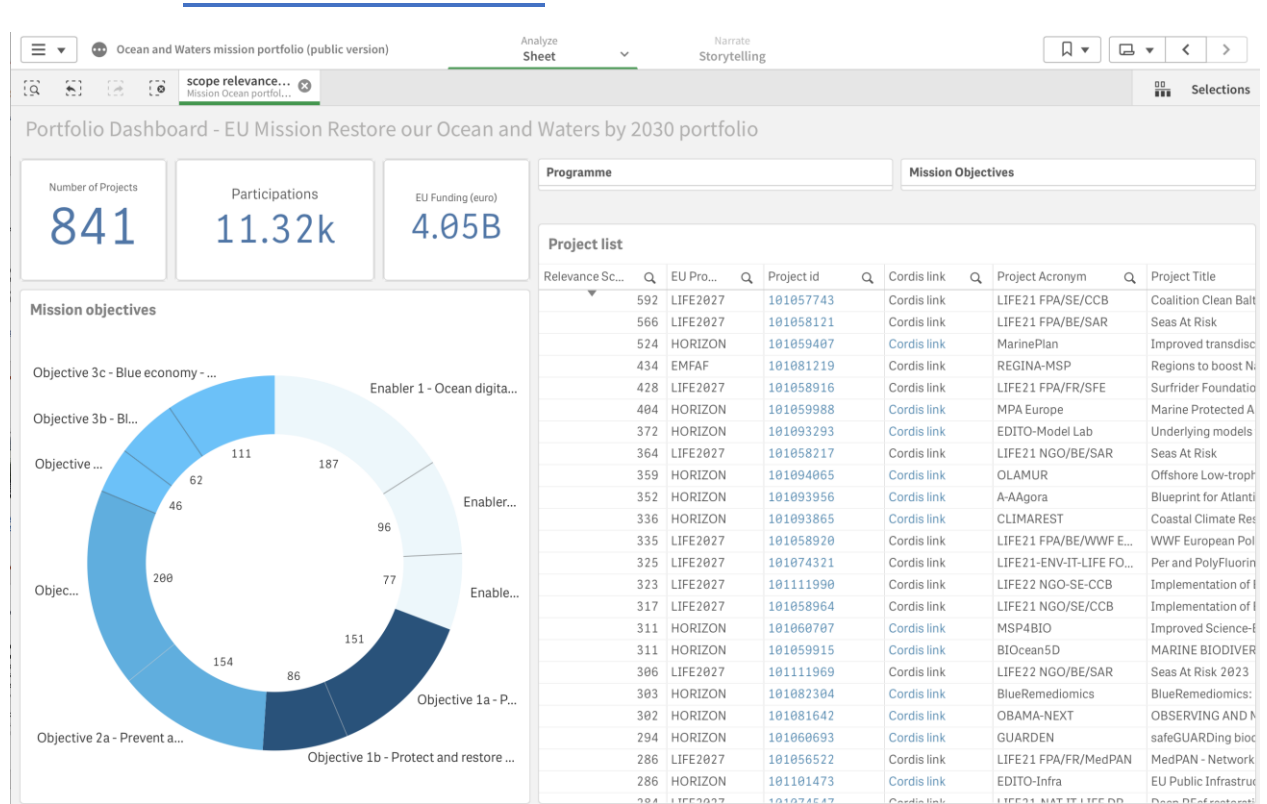 Ocean and Waters mission portfolio (public version)
Analyze
Sheet
Narrate
Storytelling
scope relevance...
Mission Ocean portfol...
Selections
Portfolio Dashboard - EU Mission Restore our Ocean and Waters by 2030 portfolio
Number of Projects
841
Participations
11.32k
EU Funding (euro)
4.05B
Programme
Mission Objectives
Mission objectives
Objective 3c - Blue economy - ...
Enabler 1 - Ocean digita...
Objective 3b - Bl...
111
187
Objective ...
62
46
Enabler...
96
200
77
Objec...
Enable...
151
154
86
Objective 1a - P...
Objective 2a - Prevent a...
Objective 1b - Protect and restore ...
Project list
Relevance Sc... EU Pro... Project id Cordis link Project Acronym Project Title
592 LIFE2027 101057743 Cordis link LIFE21 FPA/SE/CCB Coalition Clean Balt
566 LIFE2027 101058121 Cordis link LIFE21 FPA/BE/SAR Seas At Risk
524 HORIZON 101059407 Cordis link MarinePlan Improved transdisc
434 EMFAF 101081219 Cordis link REGINA-MSP Regions to boost Na
428 LIFE2027 101058916 Cordis link LIFE21 FPA/FR/SFE Surfrider Foundatio
404 HORIZON 101059988 Cordis link MPA Europe Marine Protected A
372 HORIZON 101093293 Cordis link EDITO-Model Lab Underlying models
364 LIFE2027 101058217 Cordis link LIFE21 NGO/BE/SAR Seas At Risk
359 HORIZON 101094065 Cordis link OLAMUR Offshore Low-troph
352 HORIZON 101093956 Cordis link A-AAgora Blueprint for Atlanti
336 HORIZON 101093865 Cordis link CLIMAREST Coastal Climate Res
335 LIFE2027 101058920 Cordis link LIFE21 FPA/BE/WWF E... WWF European Pol
325 LIFE2027 101074321 Cordis link LIFE21-ENV-IT-LIFE FO... Per and PolyFluorin
323 LIFE2027 101111990 Cordis link LIFE22 NGO-SE-CCB Implementation of
317 LIFE2027 101058964 Cordis link LIFE21 NGO/SE/CCB Implementation of
311 HORIZON 101060707 Cordis link MSP4BIO Improved Science-
311 HORIZON 101059915 Cordis link BIOcean5D MARINE BIODIVER
306 LIFE2027 101111969 Cordis link LIFE22 NGO/BE/SAR Seas At Risk 2023
303 HORIZON 101082304 Cordis link BlueRemediomics BlueRemediomics:
302 HORIZON 101081642 Cordis link OBAMA-NEXT OBSERVING AND
294 HORIZON 101060693 Cordis link GUARDEN safeGUARDing biod
286 LIFE2027 101056522 Cordis link LIFE21 FPA/FR/MedPAN MedPAN - Network
286 HORIZON 101101473 Cordis link EDITO-Infra EU Public Infrastruc